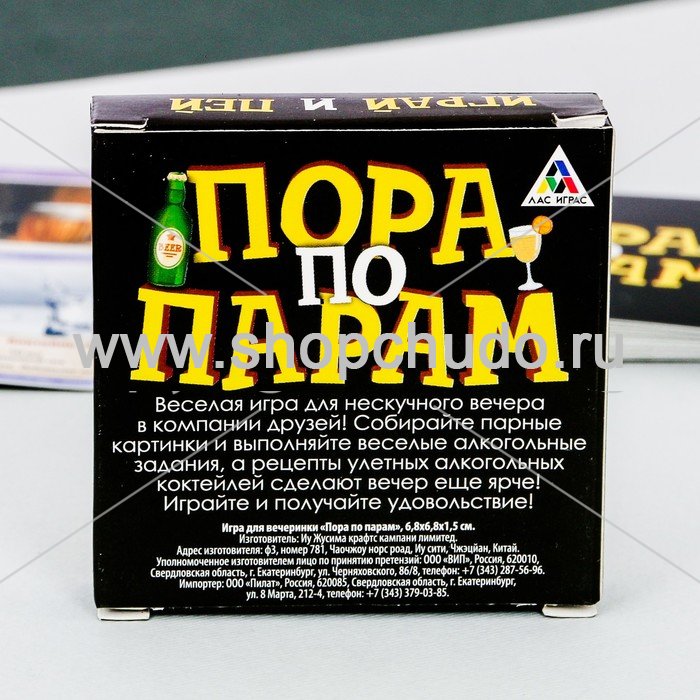 ИГРАЙ И ПЕЙ
ПОРА
ЛАС ИГРАС
BEER
ПО
ПАРАМ
www.shopchudo.ru
Веселая игра для нескучного вечера
в компании друзей! Собирайте парные
картинки и выполняйте веселые алкогольные
задания, а рецепты улетных алкогольных
коктейлей сделают вечер еще ярче!
Играйте и получайте удовольствие!
Игра для вечеринки «Пора по парам», 6,8х6,8х1,5 см.
Изготовитель: Иу Жусима крафтс кампани лимитед.
Адрес изготовителя: ф3, номер 781, Чаочжоу норс роад, Иу сити, Чжэцзян, Китай.
Уполномоченное изготовителем лицо по принятию претензий: ООО «ВИП», Россия, 620010,
Свердловская область, г. Екатеринбург, ул. Черняховского, 86/8, телефон: +7 (343) 287-56-96.
Импортер: ООО «Пилат», Россия, 620085, Свердловская область, г. Екатеринбург,
ул. 8 Марта, 212-4, телефон: +7 (343) 379-03-85.